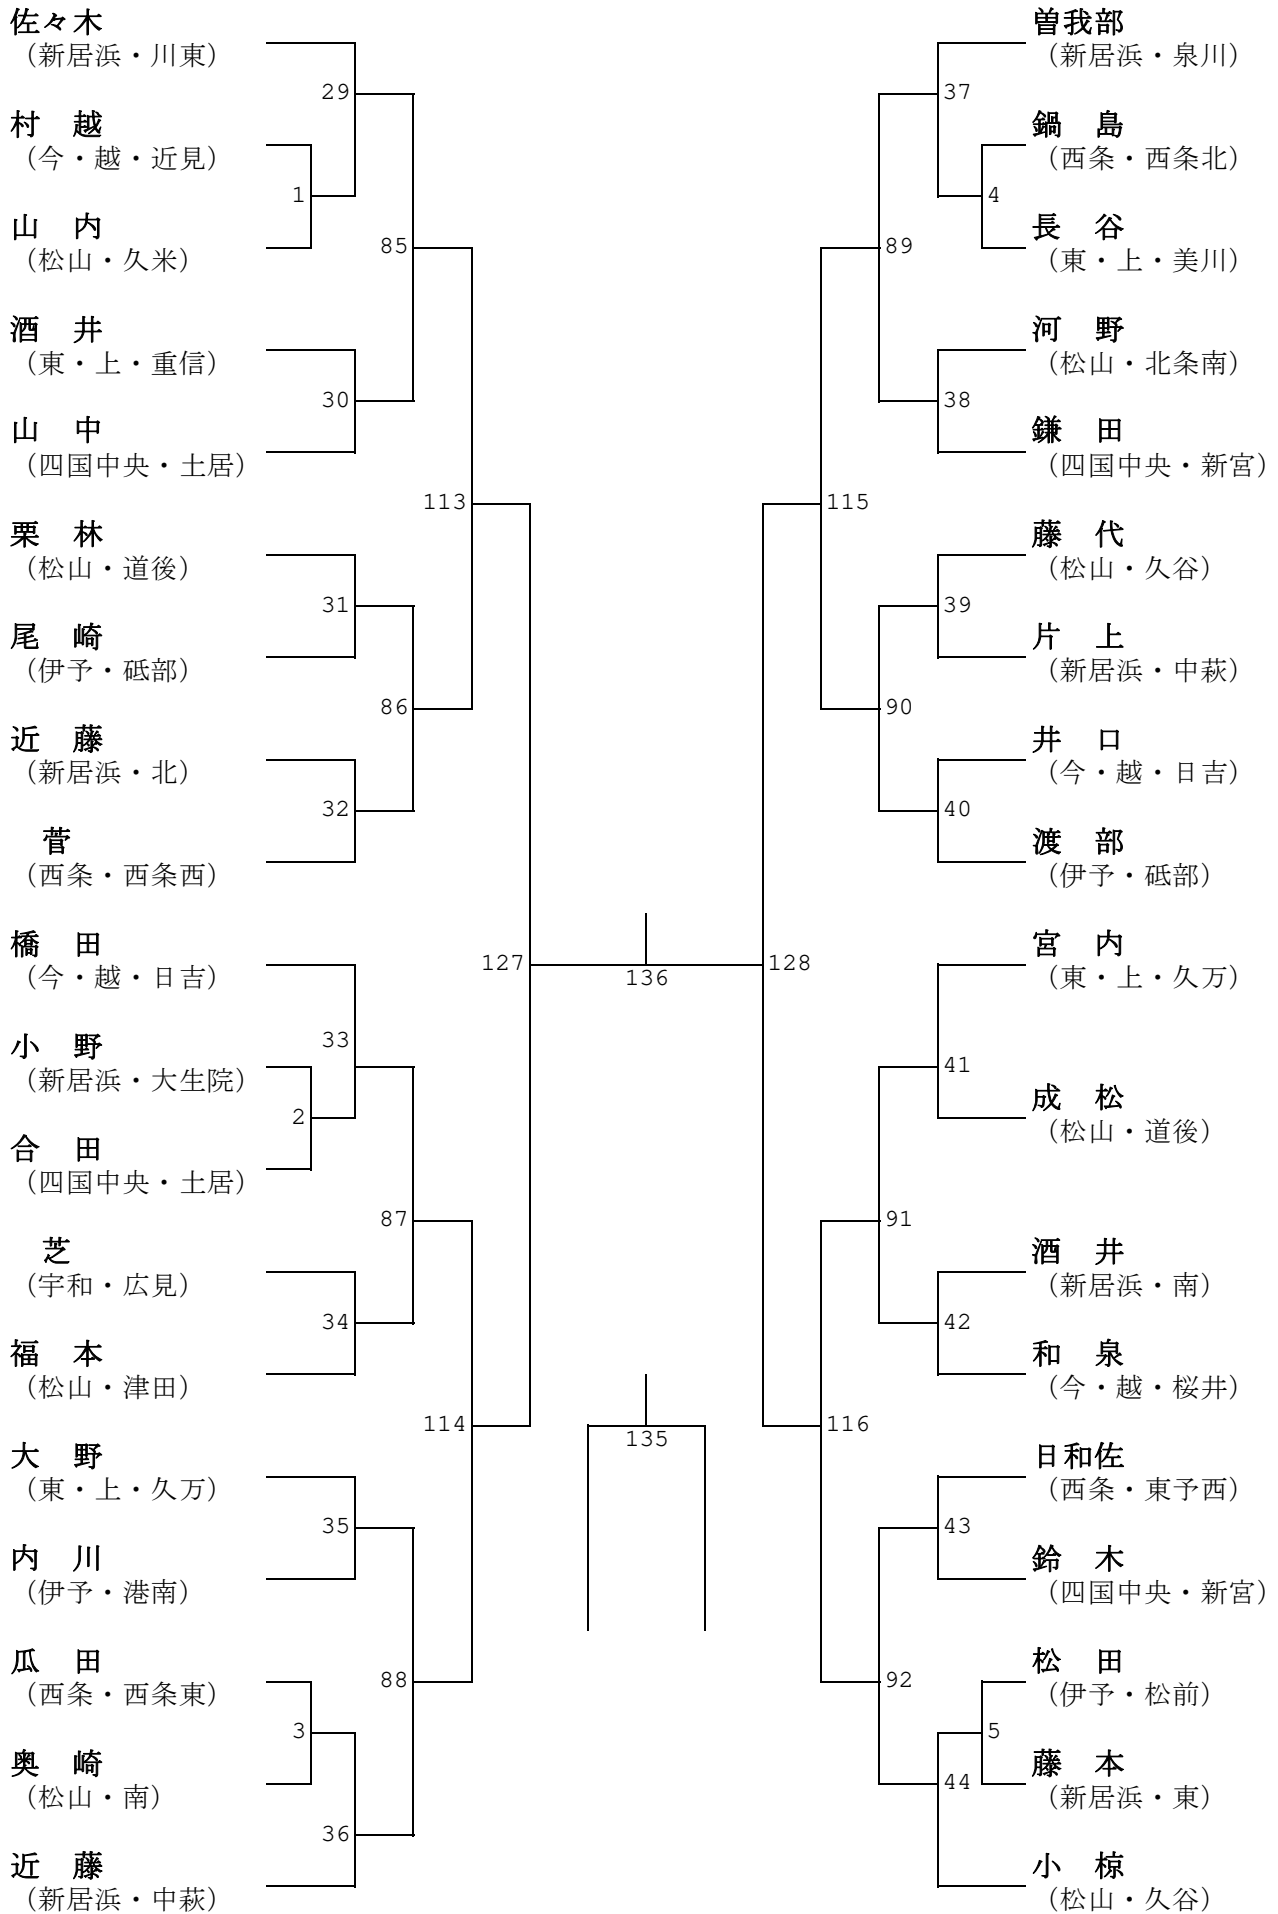 佐々木
（新居浜・川東）
29
村　越
（今・越・近見）
1
山　内
（松山・久米）
85
酒　井
（東・上・重信）
30
山　中
（四国中央・土居）
113
栗　林
（松山・道後）
31
尾　崎
（伊予・砥部）
86
近　藤
（新居浜・北）
32
菅
（西条・西条西）
127
橋　田
（今・越・日吉）
33
小　野
（新居浜・大生院）
2
合　田
（四国中央・土居）
87
芝
（宇和・広見）
34
福　本
（松山・津田）
114
大　野
（東・上・久万）
35
内　川
（伊予・港南）
88
瓜　田
（西条・西条東）
3
奥　崎
（松山・南）
36
近　藤
（新居浜・中萩）
136
135
曽我部
（新居浜・泉川）
37
鍋　島
（西条・西条北）
4
長　谷
（東・上・美川）
89
河　野
（松山・北条南）
38
鎌　田
（四国中央・新宮）
115
藤　代
（松山・久谷）
39
片　上
（新居浜・中萩）
90
井　口
（今・越・日吉）
40
渡　部
（伊予・砥部）
128
宮　内
（東・上・久万）
41
成　松
（松山・道後）
91
酒　井
（新居浜・南）
42
和　泉
（今・越・桜井）
116
日和佐
（西条・東予西）
43
鈴　木
（四国中央・新宮）
92
松　田
（伊予・松前）
5
藤　本
（新居浜・東）
44
小　椋
（松山・久谷）